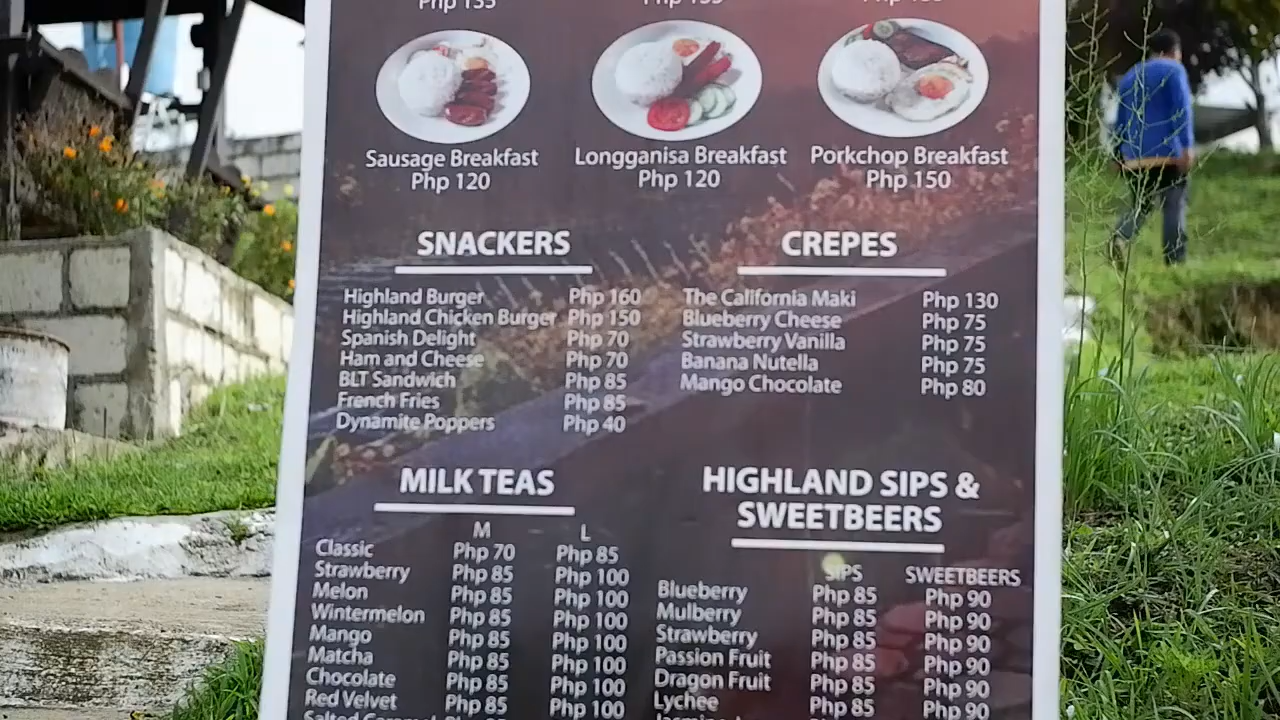 Php 135
Sausage Breakfast
Php 120
Longganisa Breakfast
Php 120
Porkchop Breakfast
Php 150
SNACKERS
Highland Burger Php 160
Highland Chicken Burger Php 150
Spanish Delight Php 70
Ham and Cheese Php 70
BLT Sandwich Php 85
French Fries Php 85
Dynamite Poppers Php 40
CREPES
The California Maki Php 130
Blueberry Cheese Php 75
Strawberry Vanilla Php 75
Banana Nutella Php 75
Mango Chocolate Php 80
MILK TEAS
M L
Classic Php 70 Php 85
Strawberry Php 85 Php 100
Melon Php 85 Php 100
Wintermelon Php 85 Php 100
Mango Php 85 Php 100
Matcha Php 85 Php 100
Chocolate Php 85 Php 100
Red Velvet Php 85 Php 100
Salted Caramel
HIGHLAND SIPS &
SWEETBEERS
SIPS SWEETBEERS
Blueberry Php 85 Php 90
Mulberry Php 85 Php 90
Strawberry Php 85 Php 90
Passion Fruit Php 85 Php 90
Dragon Fruit Php 85 Php 90
Lychee Php 85 Php 90